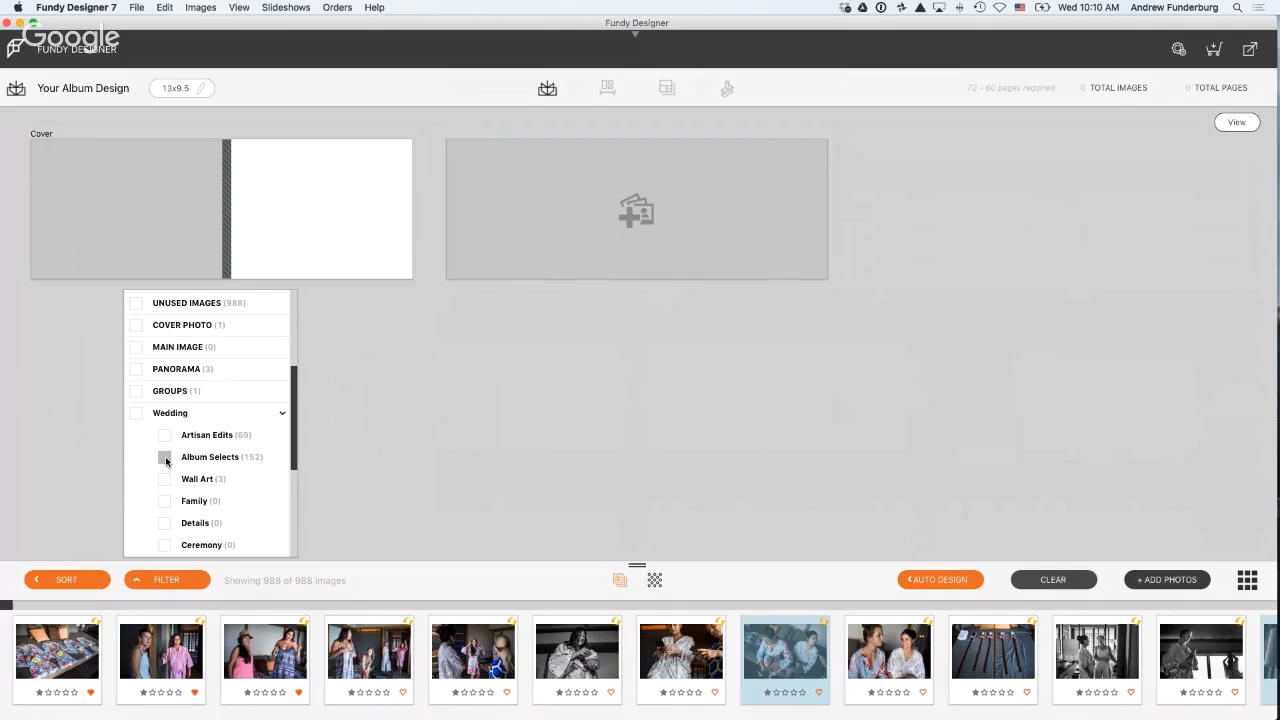 Fundy Designer 7 File Edit Images View Slideshows Orders Help Wed 10:10 AM Andrew Funderburg
Fundy Designer
Google
FUNDY DESIGNER
Your Album Design 13x9.5 72 - 60 pages required 0 TOTAL IMAGES 0 TOTAL PAGES
View
Cover
UNUSED IMAGES (988)
COVER PHOTO (1)
MAIN IMAGE (0)
PANORAMA (3)
GROUPS (1)
Wedding
Artisan Edits (69)
Album Selects (152)
Wall Art (3)
Family (0)
Details (0)
Ceremony (0)
SORT FILTER Showing 988 of 988 images AUTO DESIGN CLEAR + ADD PHOTOS